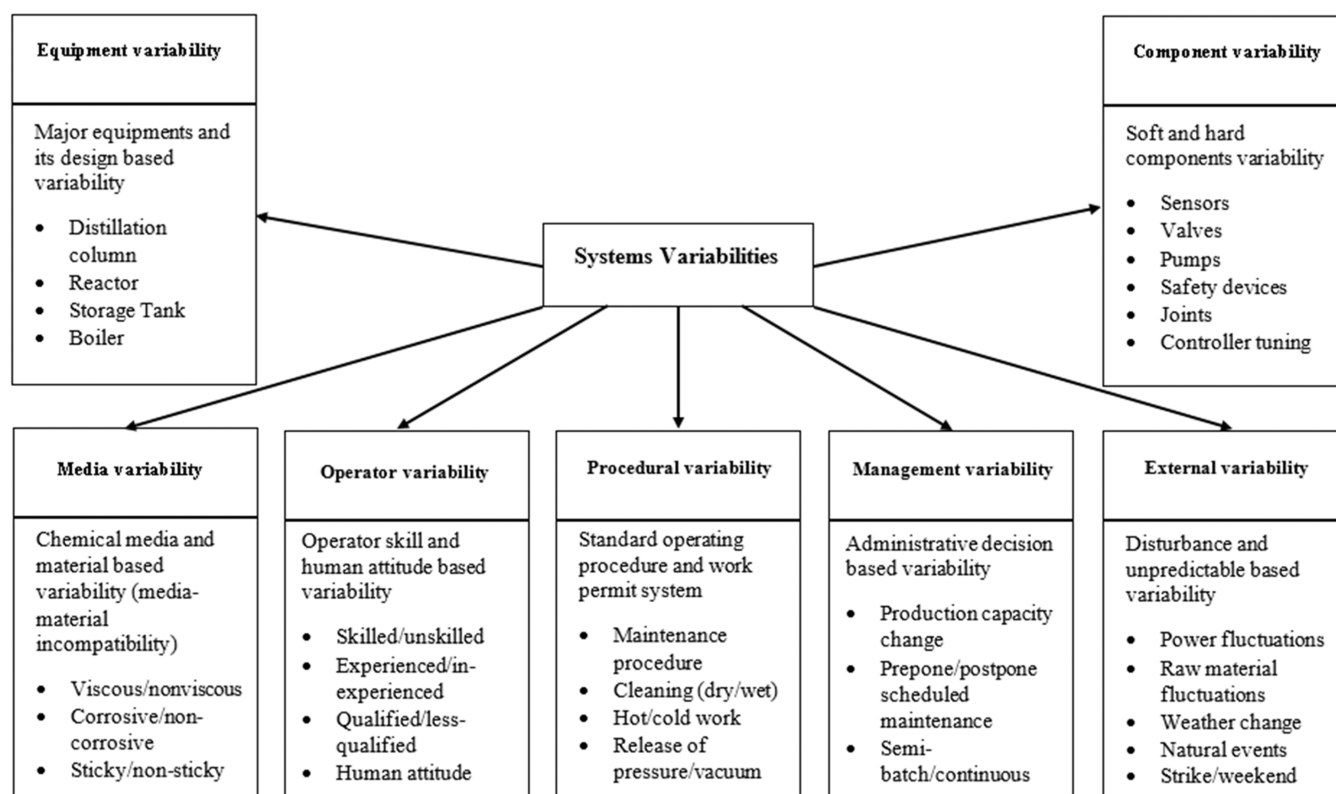 Equipment variability
Major equipments and
its design based
variability
• Distillation
column
• Reactor
• Storage Tank
• Boiler
Systems Variabilities
Component variability
Soft and hard
components variability
• Sensors
• Valves
• Pumps
• Safety devices
• Joints
• Controller tuning
Media variability
Chemical media and
material based
variability (media-
material
incompatibility)
• Viscous/nonviscous
• Corrosive/non-
corrosive
• Sticky/non-sticky
Operator variability
Operator skill and
human attitude based
variability
• Skilled/unskilled
• Experienced/in-
experienced
• Qualified/less-
qualified
• Human attitude
Procedural variability
Standard operating
procedure and work
permit system
• Maintenance
procedure
• Cleaning (dry/wet)
• Hot/cold work
• Release of
pressure/vacuum
Management variability
Administrative decision
based variability
• Production capacity
change
• Prepone/postpone
scheduled
maintenance
• Semi-
batch/continuous
External variability
Disturbance and
unpredictable based
variability
• Power fluctuations
• Raw material
fluctuations
• Weather change
• Natural events
• Strike/weekend